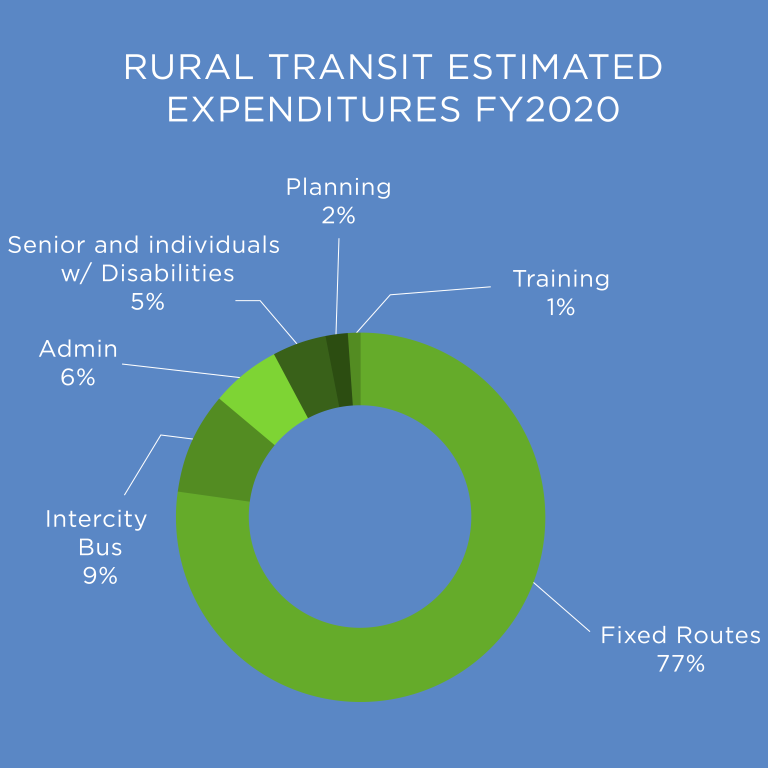 RURAL TRANSIT ESTIMATED
EXPENDITURES FY2020
Planning
2%
Senior and individuals
w/ Disabilities
5%
Training
1%
Admin
6%
Intercity
Bus
9%
Fixed Routes
77%